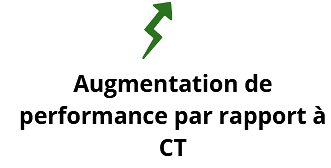 Augmentation de
performance par rapport à
CT